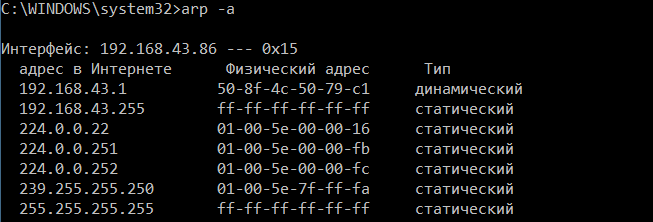 C:\WINDOWS\system32>arp -a
Интерфейс: 192.168.43.86 --- 0x15
адрес в Интернете Физический адрес Тип
192.168.43.1 50-8f-4c-50-79-c1 динамический
192.168.43.255 ff-ff-ff-ff-ff-ff статический
224.0.0.22 01-00-5e-00-00-16 статический
224.0.0.251 01-00-5e-00-00-fb статический
224.0.0.252 01-00-5e-00-00-fc статический
239.255.255.250 01-00-5e-7f-ff-fa статический
255.255.255.255 ff-ff-ff-ff-ff-ff статический